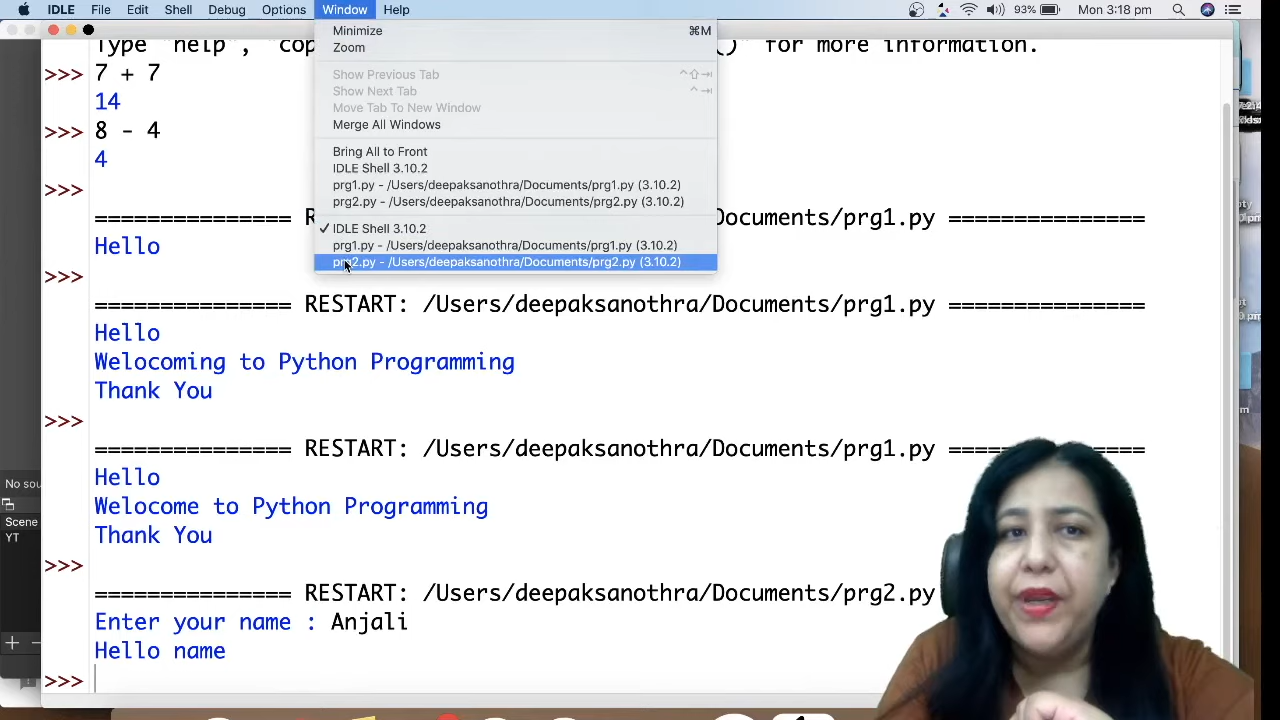 IDLE File Edit Shell Debug Options Window Help 93% Mon 3:18 pm
Minimize ⌘M
Zoom
Show Previous Tab
Show Next Tab
Move Tab To New Window
Merge All Windows
Bring All to Front
IDLE Shell 3.10.2
prg1.py - /Users/deepaksanothra/Documents/prg1.py (3.10.2)
prg2.py - /Users/deepaksanothra/Documents/prg2.py (3.10.2)
✓ IDLE Shell 3.10.2
prg1.py - /Users/deepaksanothra/Documents/prg1.py (3.10.2)
prg2.py - /Users/deepaksanothra/Documents/prg2.py (3.10.2)
Type "help", "cop ()" for more information.
>>> 7 + 7
14
>>> 8 - 4
4
>>>
=============== R Documents/prg1.py ===============
Hello
>>>
=============== RESTART: /Users/deepaksanothra/Documents/prg1.py ===============
Hello
Welocoming to Python Programming
Thank You
>>>
=============== RESTART: /Users/deepaksanothra/Documents/prg1.py ===============
Hello
Welocome to Python Programming
Thank You
>>>
=============== RESTART: /Users/deepaksanothra/Documents/prg2.py
Enter your name : Anjali
Hello name
>>>
No sou
Scene
YT